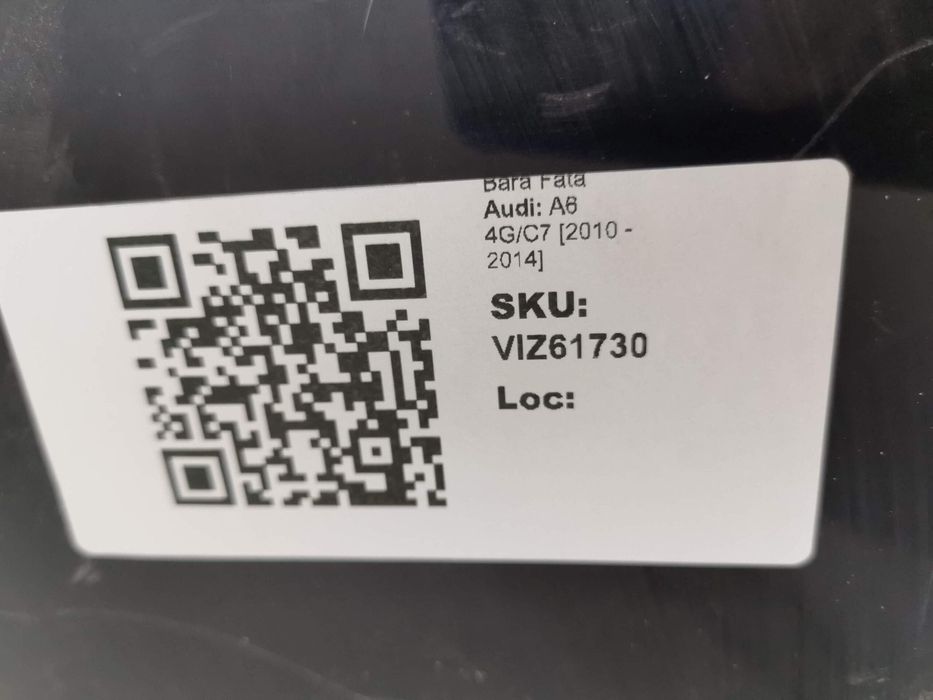 Bara Fata
Audi: A6
4G/C7 [2010 -
2014]
SKU:
VIZ61730
Loc: